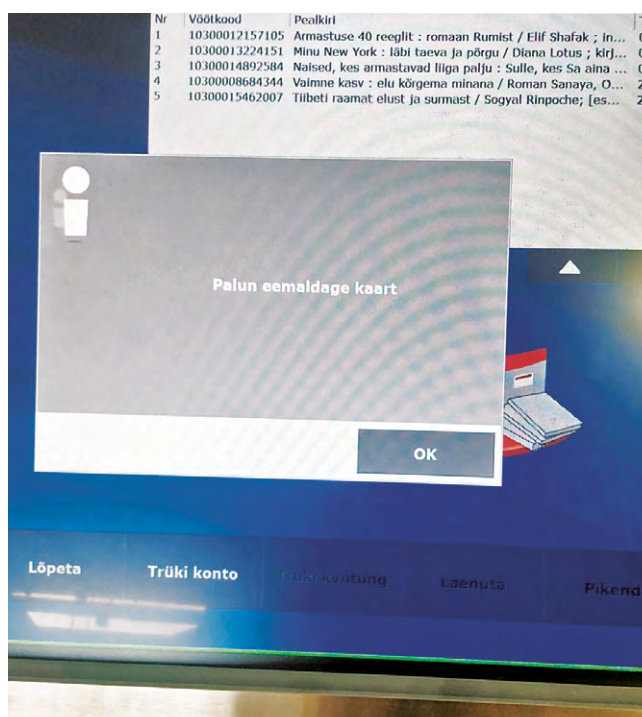 Nr Vöötkood Pealkiri
1 10300012157105 Armastuse 40 reeglit : romaan Rumist / Elif Shafak ; in...
2 10300013224151 Minu New York : läbi taeva ja põrgu / Diana Lotus ; kirj...
3 10300014892584 Naised, kes armastavad liiga palju : Sulle, kes Sa aina ...
4 10300008684344 Vaimne kasv : elu kõrgema minana / Roman Sanaya, O...
5 10300015462007 Tiibeti raamat elust ja surmast / Sogyal Rinpoche; [es...
Palun eemaldage kaart
OK
Lõpeta Trüki konto Trüki kviitung Laenuta Pikend